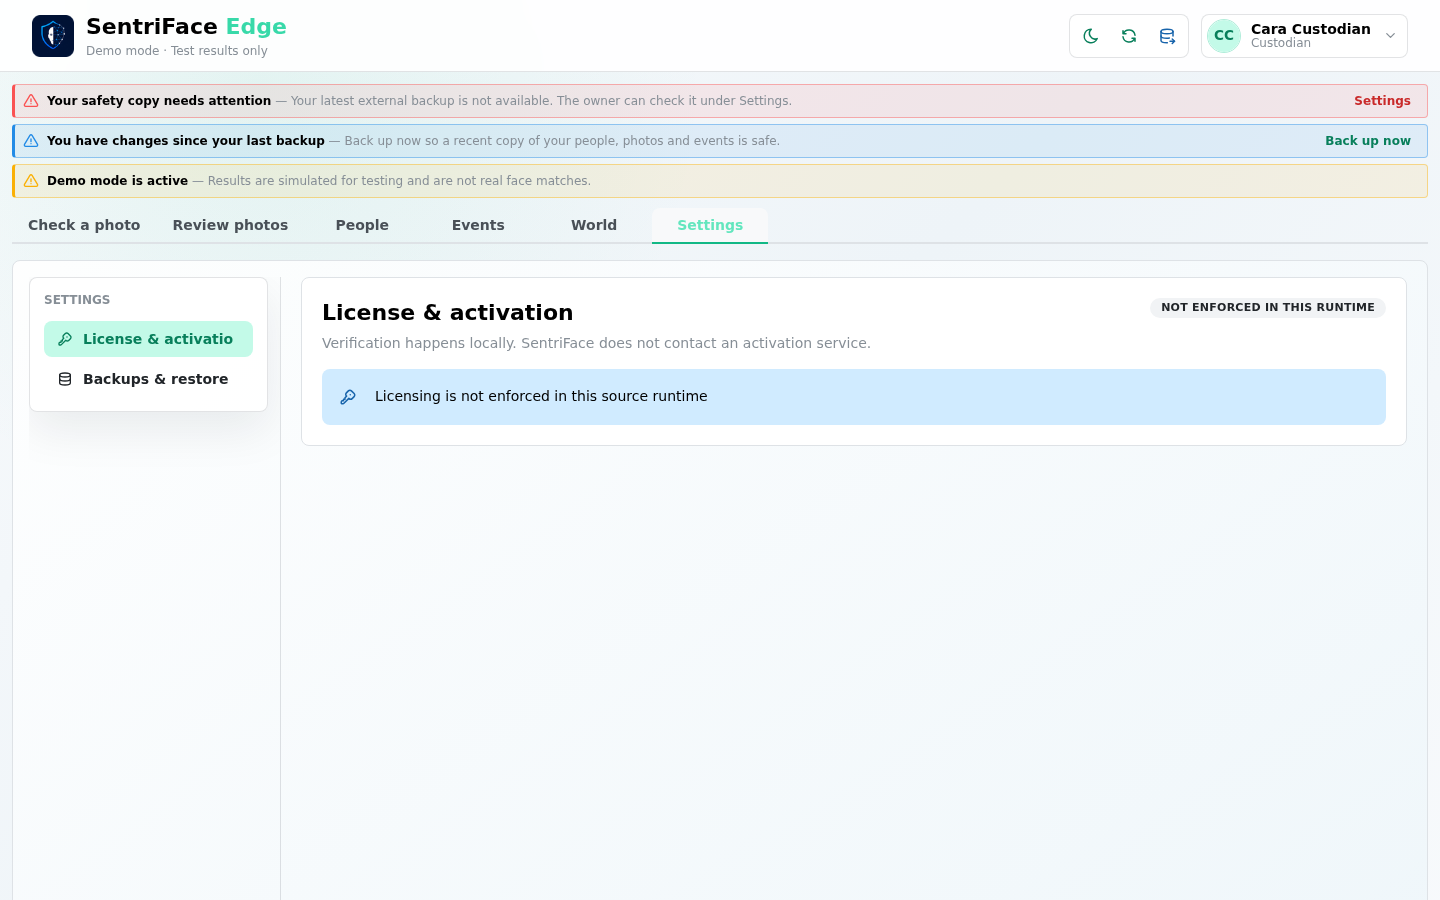 SentriFace Edge
Demo mode · Test results only
CC
Cara Custodian
Custodian
Your safety copy needs attention — Your latest external backup is not available. The owner can check it under Settings.
Settings
You have changes since your last backup — Back up now so a recent copy of your people, photos and events is safe.
Back up now
Demo mode is active — Results are simulated for testing and are not real face matches.
Check a photo
Review photos
People
Events
World
Settings
SETTINGS
License & activatio
Backups & restore
License & activation
NOT ENFORCED IN THIS RUNTIME
Verification happens locally. SentriFace does not contact an activation service.
Licensing is not enforced in this source runtime